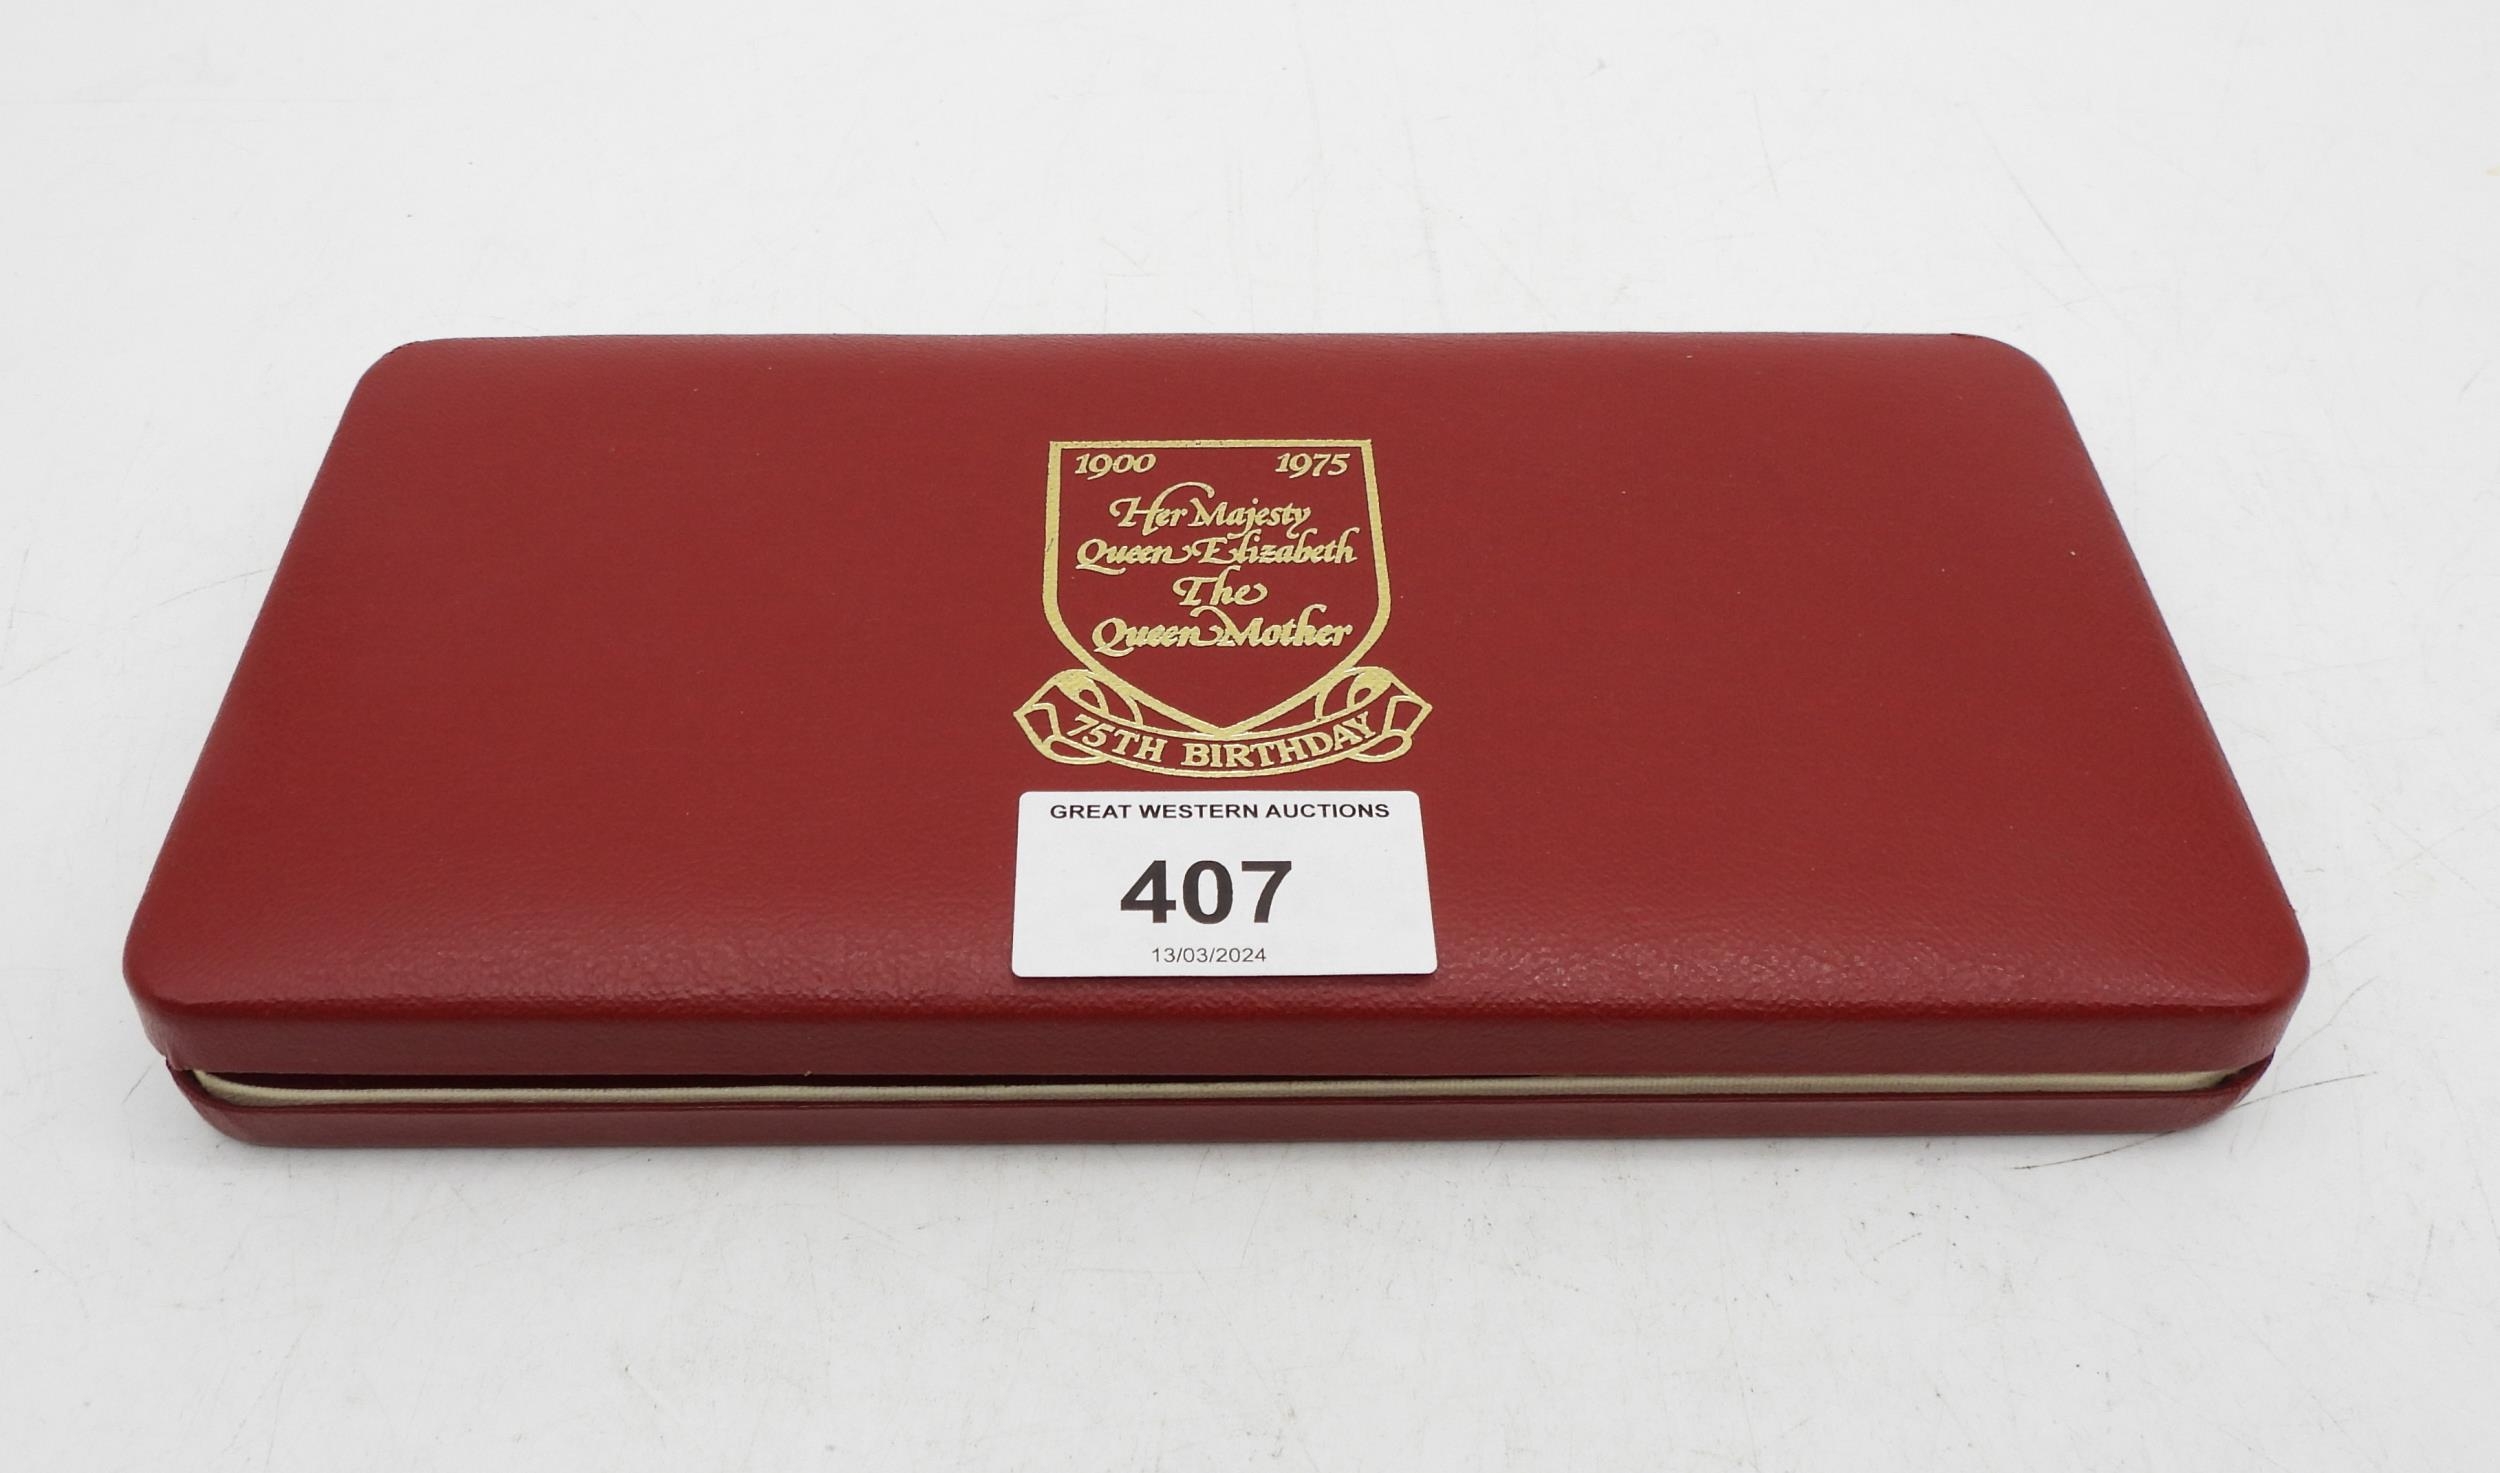 1900 1975
Her Majesty
Queen Elizabeth
The
Queen Mother
75TH BIRTHDAY
GREAT WESTERN AUCTIONS
407
13/03/2024